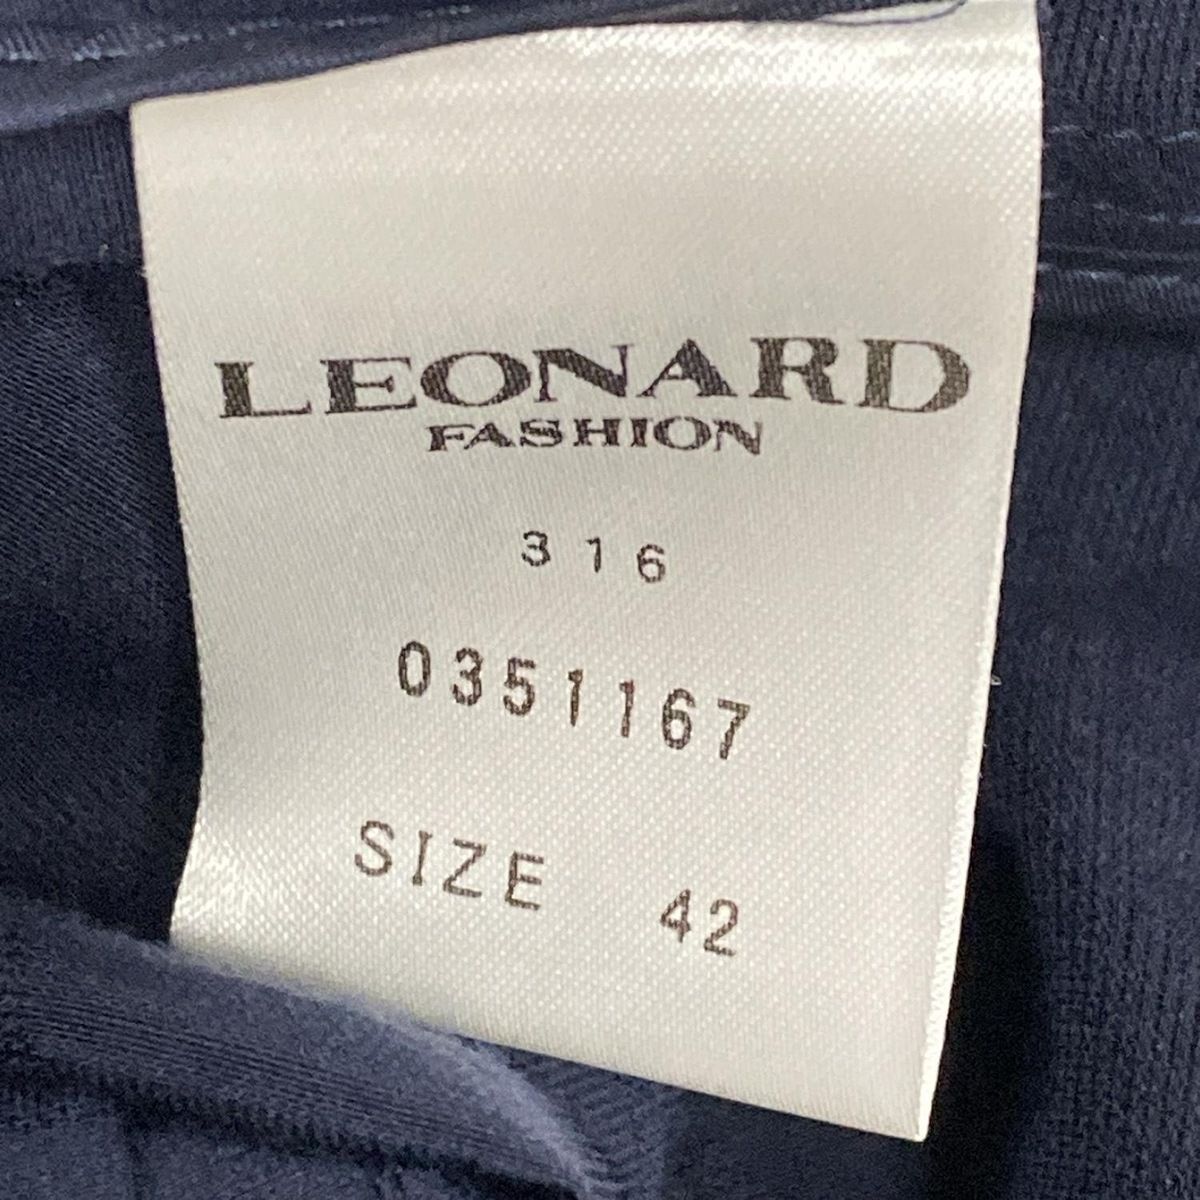 LEONARD
FASHION
316
0351167
SIZE 42